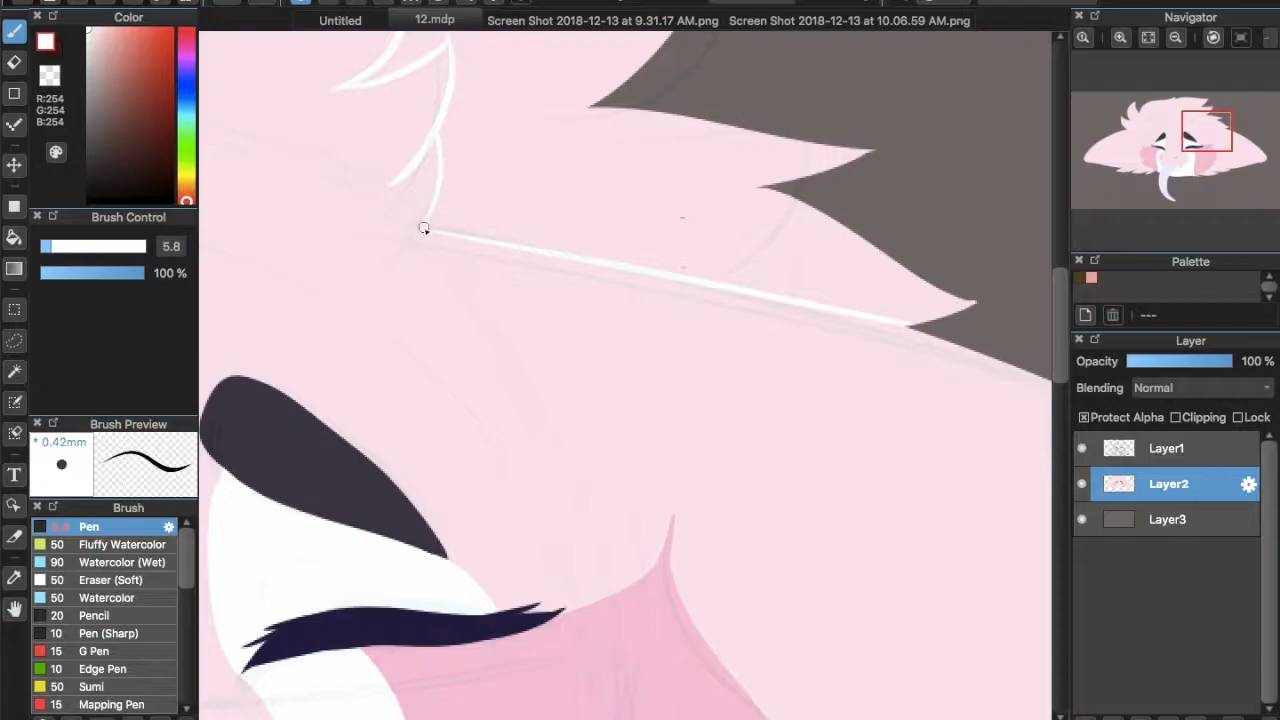 Color
Untitled
12.mdp
Screen Shot 2018-12-13 at 9.31.17 AM.png
Screen Shot 2018-12-13 at 10.06.59 AM.png
Navigator
R:254
G:254
B:254
Brush Control
5.8
100 %
Brush Preview
* 0.42mm
Brush
5.8 Pen
50 Fluffy Watercolor
90 Watercolor (Wet)
50 Eraser (Soft)
50 Watercolor
20 Pencil
10 Pen (Sharp)
15 G Pen
10 Edge Pen
50 Sumi
15 Mapping Pen
Palette
---
Layer
Opacity 100 %
Blending Normal
Protect Alpha Clipping Lock
Layer1
Layer2
Layer3